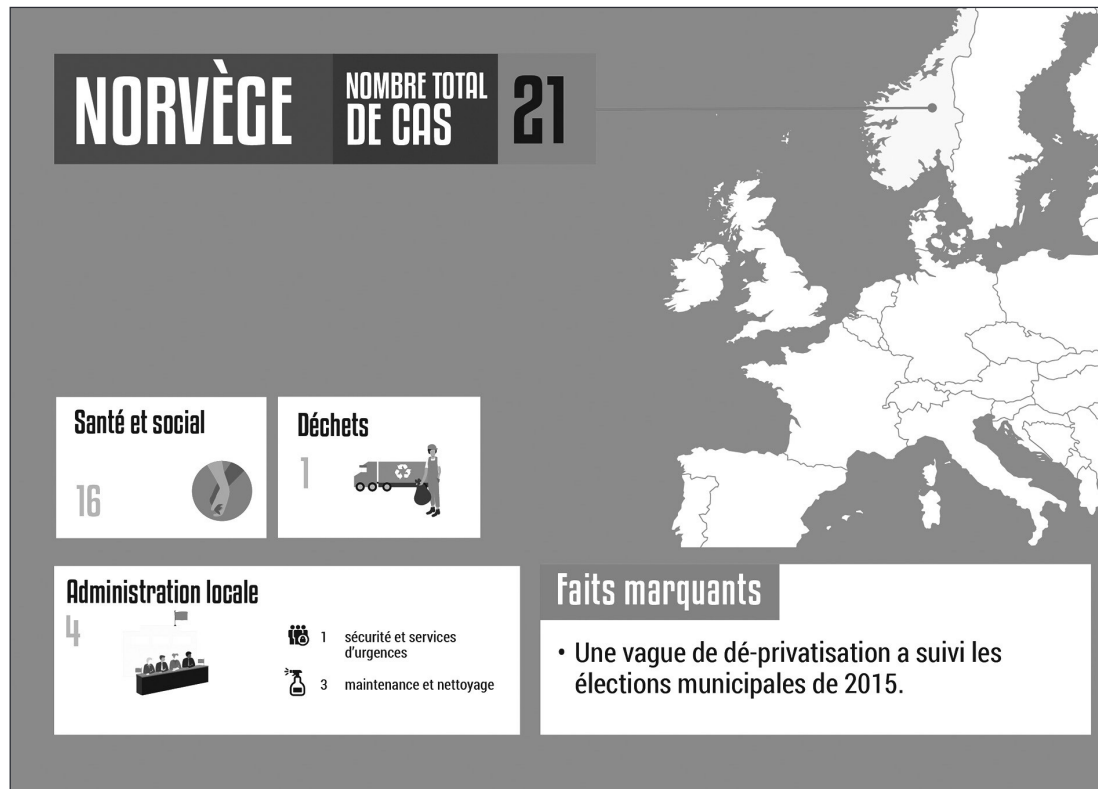 NORVÈGE
NOMBRE TOTAL
DE CAS
21
Santé et social
16
Déchets
1
Administration locale
4
1 sécurité et services
d'urgences
3 maintenance et nettoyage
Faits marquants
• Une vague de dé-privatisation a suivi les
élections municipales de 2015.